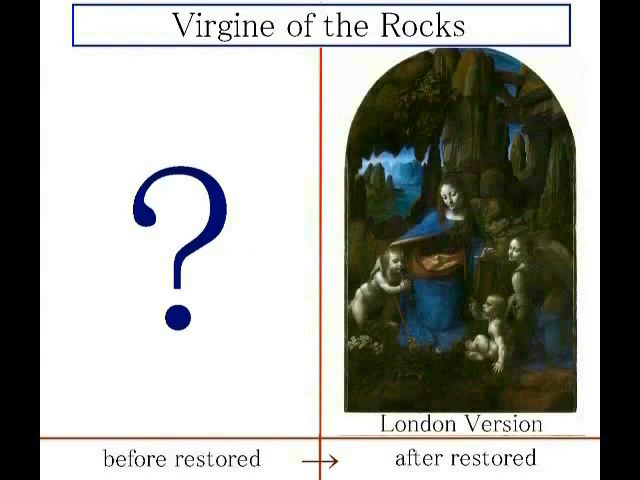 Virgine of the Rocks
?
London Version
before restored → after restored